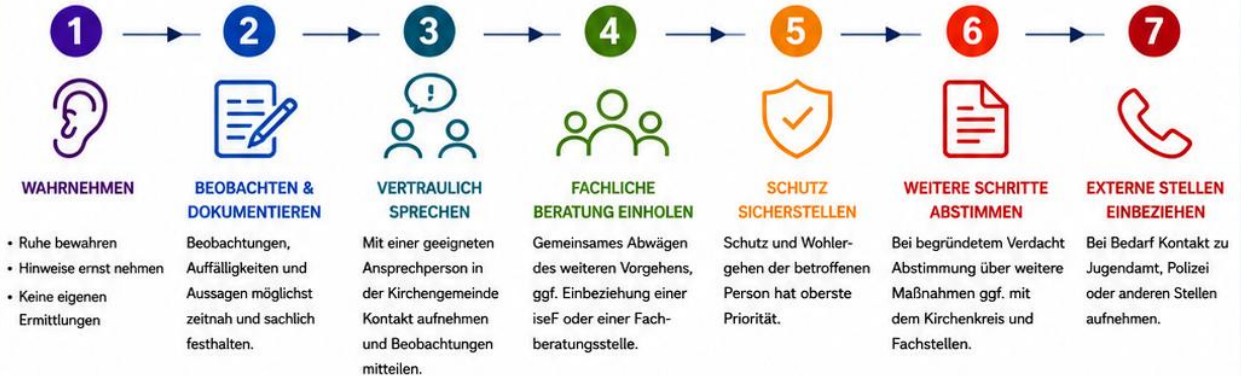 1
2
3
4
5
6
7
WAHRNEHMEN
• Ruhe bewahren
• Hinweise ernst nehmen
• Keine eigenen
Ermittlungen
BEOBACHTEN &
DOKUMENTIEREN
Beobachtungen,
Auffälligkeiten und
Aussagen möglichst
zeitnah und sachlich
festhalten.
VERTRAULICH
SPRECHEN
Mit einer geeigneten
Ansprechperson in
der Kirchengemeinde
Kontakt aufnehmen
und Beobachtungen
mitteilen.
FACHLICHE
BERATUNG EINHOLEN
Gemeinsames Abwägen
des weiteren Vorgehens,
ggf. Einbeziehung einer
iseF oder einer Fach-
beratungsstelle.
SCHUTZ
SICHERSTELLEN
Schutz und Wohler-
gehen der betroffenen
Person hat oberste
Priorität.
WEITERE SCHRITTE
ABSTIMMEN
Bei begründetem Verdacht
Abstimmung über weitere
Maßnahmen ggf. mit
dem Kirchenkreis und
Fachstellen.
EXTERNE STELLEN
EINBEZIEHEN
Bei Bedarf Kontakt zu
Jugendamt, Polizei
oder anderen Stellen
aufnehmen.